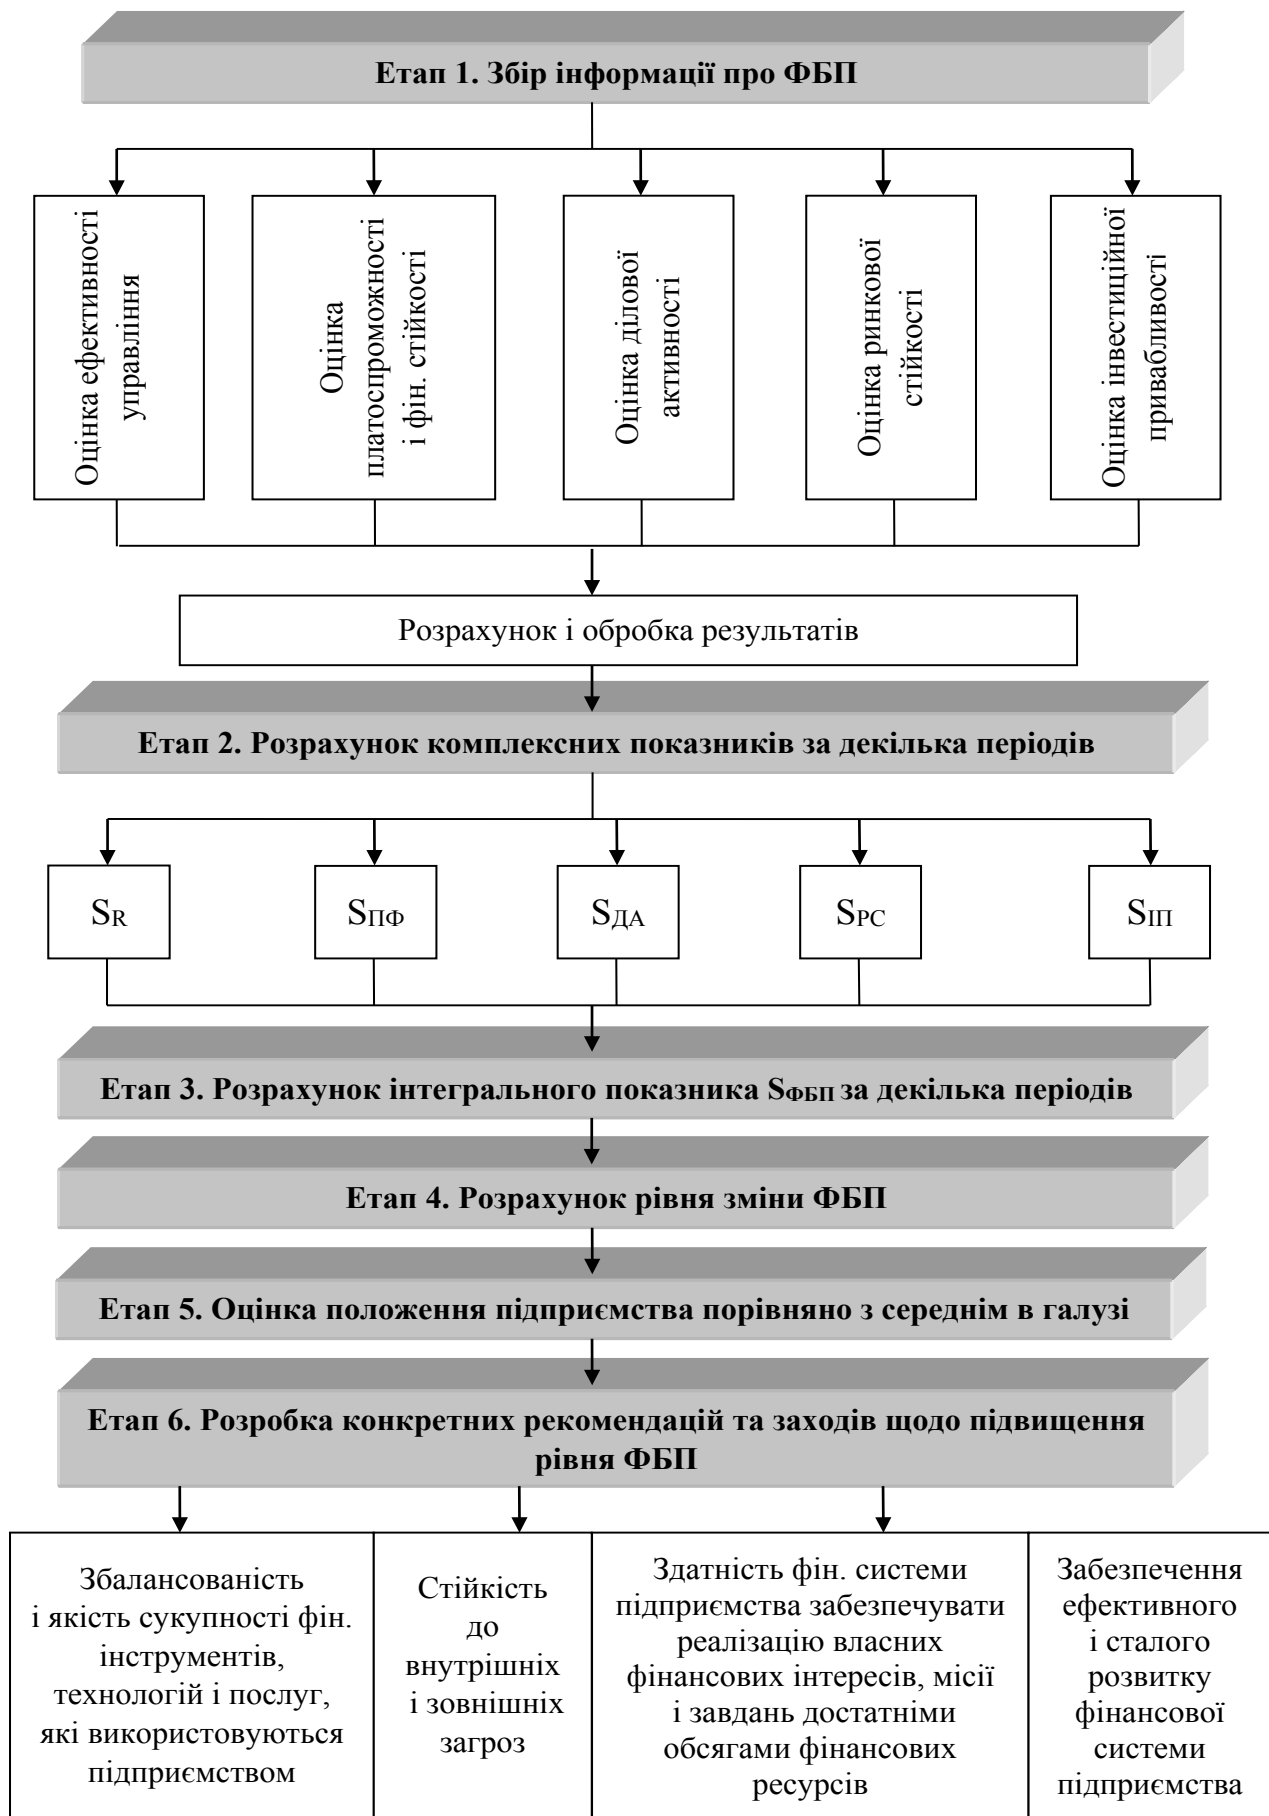 Етап 1. Збір інформації про ФБП
Оцінка ефективності
управління
Оцінка
платоспроможності
і фін. стійкості
Оцінка ділової
активності
Оцінка ринкової
стійкості
Оцінка інвестиційної
привабливості
Розрахунок і обробка результатів
Етап 2. Розрахунок комплексних показників за декілька періодів
SR
SПФ
SДА
SРС
SІП
Етап 3. Розрахунок інтегрального показника SФБП за декілька періодів
Етап 4. Розрахунок рівня зміни ФБП
Етап 5. Оцінка положення підприємства порівняно з середнім в галузі
Етап 6. Розробка конкретних рекомендацій та заходів щодо підвищення
рівня ФБП
Збалансованість
і якість сукупності фін.
інструментів,
технологій і послуг,
які використовуються
підприємством
Стійкість
до
внутрішніх
і зовнішніх
загроз
Здатність фін. системи
підприємства забезпечувати
реалізацію власних
фінансових інтересів, місії
і завдань достатніми
обсягами фінансових
ресурсів
Забезпечення
ефективного
і сталого
розвитку
фінансової
системи
підприємства